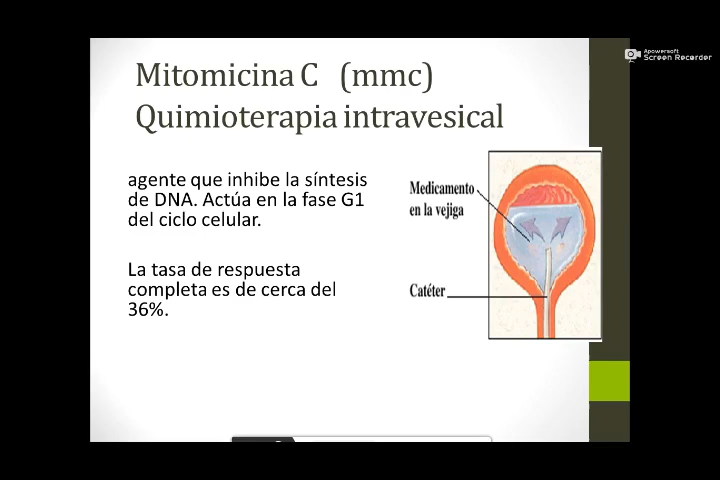 Mitomicina C (mmc)
Quimioterapia intravesical
agente que inhibe la síntesis
de DNA. Actúa en la fase G1
del ciclo celular.
La tasa de respuesta
completa es de cerca del
36%.
Medicamento
en la vejiga
Catéter
Apowersoft
Screen Recorder